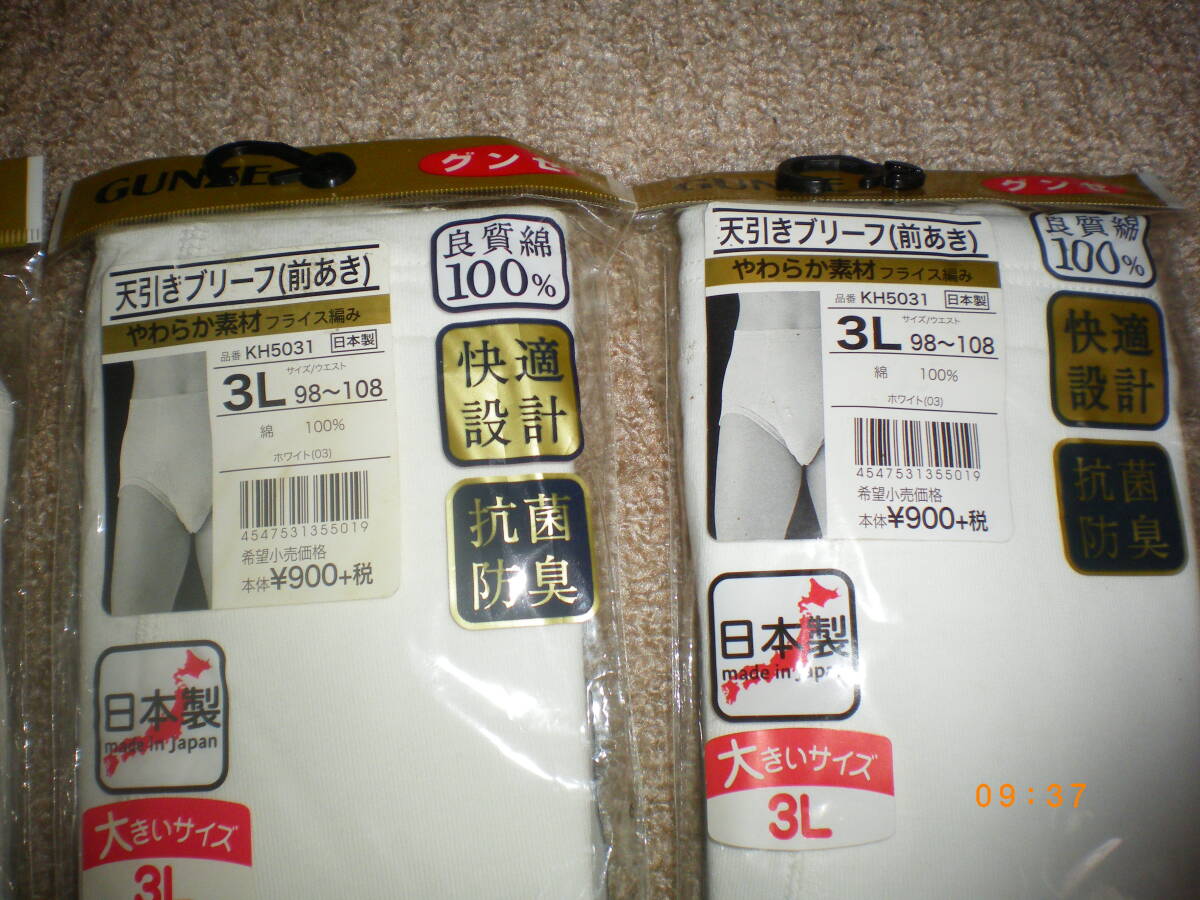 GUNZE
グンゼ
天引きブリーフ(前あき)
やわらか素材 フライス編み
品番 KH5031 日本製
サイズ/ウエスト
3L 98～108
綿 100%
ホワイト(03)
4547531355019
希望小売価格
本体¥900+税
良質綿
100%
快適
設計
抗菌
防臭
日本製
made in Japan
大きいサイズ
3L
グンゼ
天引きブリーフ(前あき)
やわらか素材 フライス編み
品番 KH5031 日本製
サイズ/ウエスト
3L 98～108
綿 100%
ホワイト(03)
4547531355019
希望小売価格
本体¥900+税
良質綿
100%
快適
設計
抗菌
防臭
日本製
made in Japan
大きいサイズ
3L
09:37